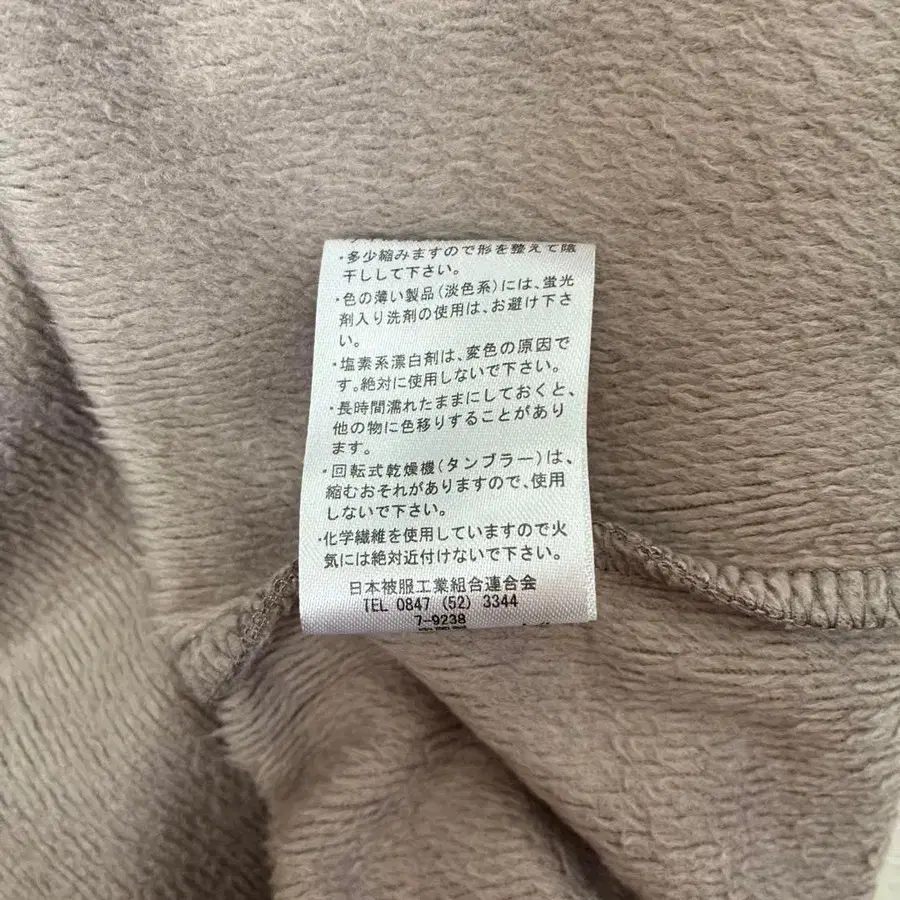 ・多少縮みますので形を整えて陰
干しして下さい。
・色の薄い製品(淡色系)には、蛍光
剤入り洗剤の使用は、お避け下さ
い。
・塩素系漂白剤は、変色の原因で
す。絶対に使用しないで下さい。
・長時間濡れたままにしておくと、
他の物に色移りすることがあり
ます。
・回転式乾燥機(タンブラー)は、
縮むおそれがありますので、使用
しないで下さい。
・化学繊維を使用していますので火
気には絶対近付けないで下さい。
日本被服工業組合連合会
TEL 0847 (52) 3344
7-9238